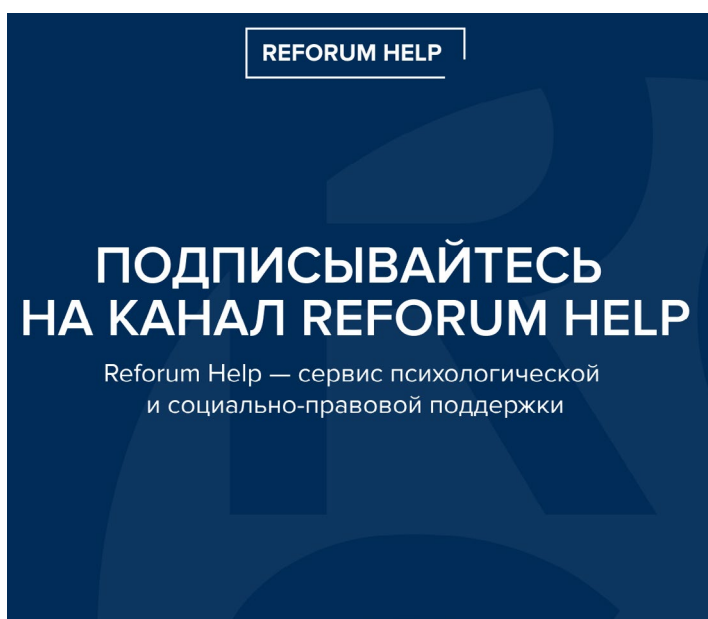 REFORUM HELP
ПОДПИСЫВАЙТЕСЬ
НА КАНАЛ REFORUM HELP
Reforum Help — сервис психологической
и социально-правовой поддержки